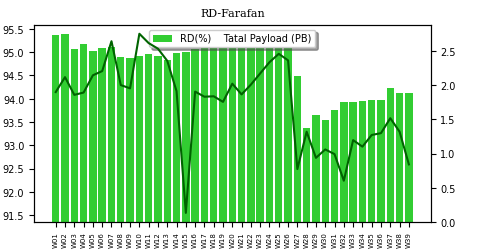 RD-Farafan
RD(%) Tatal Payload (PB)
95.5
95.0
94.5
94.0
93.5
93.0
92.5
92.0
91.5
2.5
2.0
1.5
1.0
0.5
0.0
W01
W02
W03
W04
W05
W06
W07
W08
W09
W10
W11
W12
W13
W14
W15
W16
W17
W18
W19
W20
W21
W22
W23
W24
W25
W26
W27
W28
W29
W30
W31
W32
W33
W34
W35
W36
W37
W38
W39